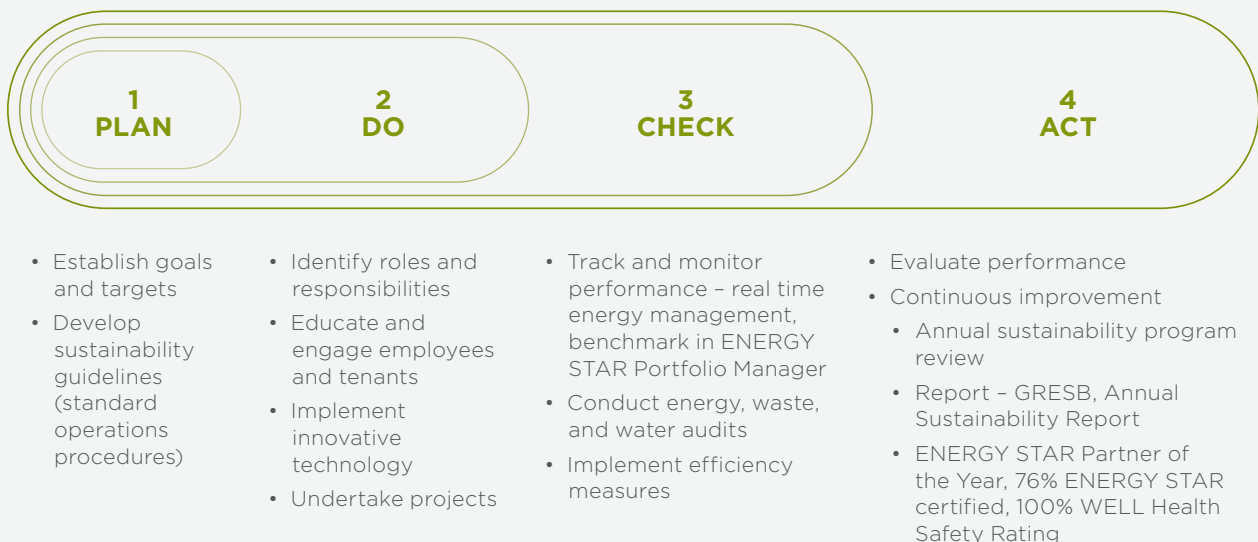 1
PLAN
2
DO
3
CHECK
4
ACT
• Establish goals
and targets
• Develop
sustainability
guidelines
(standard
operations
procedures)
• Identify roles and
responsibilities
• Educate and
engage employees
and tenants
• Implement
innovative
technology
• Undertake projects
• Track and monitor
performance – real time
energy management,
benchmark in ENERGY
STAR Portfolio Manager
• Conduct energy, waste,
and water audits
• Implement efficiency
measures
• Evaluate performance
• Continuous improvement
• Annual sustainability program
review
• Report – GRESB, Annual
Sustainability Report
• ENERGY STAR Partner of
the Year, 76% ENERGY STAR
certified, 100% WELL Health
Safety Rating